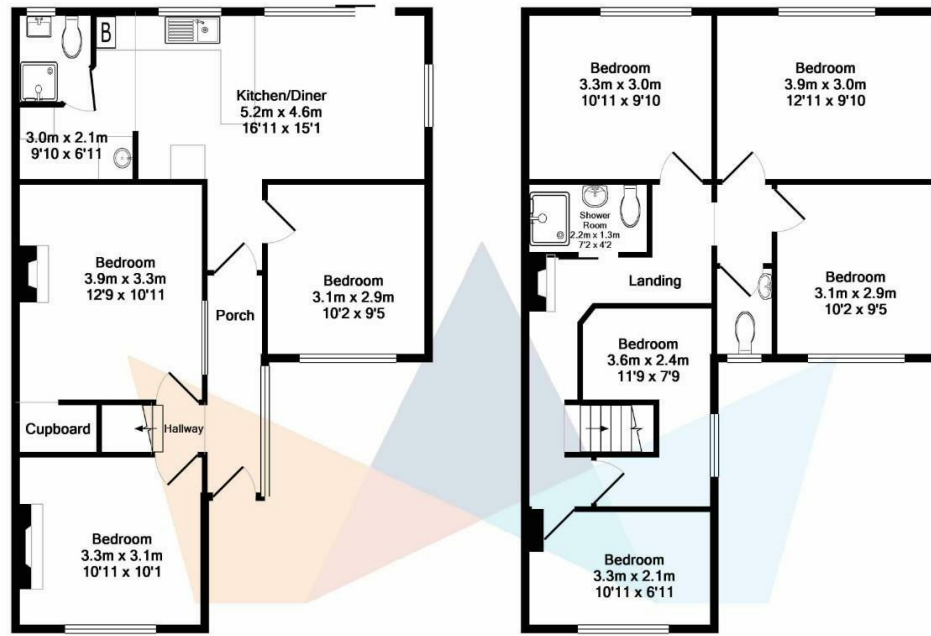 B
Kitchen/Diner
5.2m x 4.6m
16'11 x 15'1
3.0m x 2.1m
9'10 x 6'11
Bedroom
3.9m x 3.3m
12'9 x 10'11
Bedroom
3.1m x 2.9m
10'2 x 9'5
Porch
Cupboard
Hallway
Bedroom
3.3m x 3.1m
10'11 x 10'1
Bedroom
3.3m x 3.0m
10'11 x 9'10
Bedroom
3.9m x 3.0m
12'11 x 9'10
Shower
Room
2.2m x 1.3m
7'2 x 4'2
Landing
Bedroom
3.1m x 2.9m
10'2 x 9'5
Bedroom
3.6m x 2.4m
11'9 x 7'9
Bedroom
3.3m x 2.1m
10'11 x 6'11